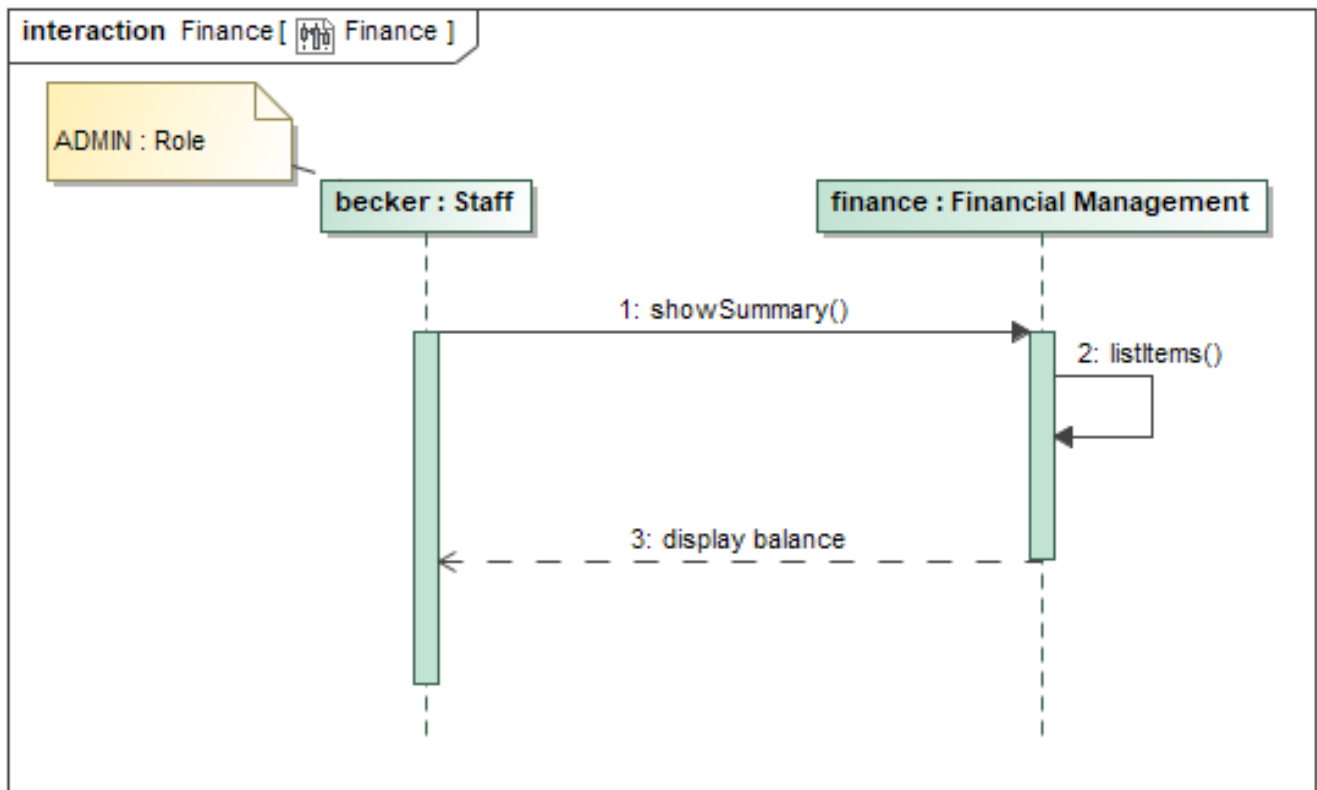 interaction Finance [ Finance ]
ADMIN : Role
becker : Staff
finance : Financial Management
1: showSummary()
2: listItems()
3: display balance